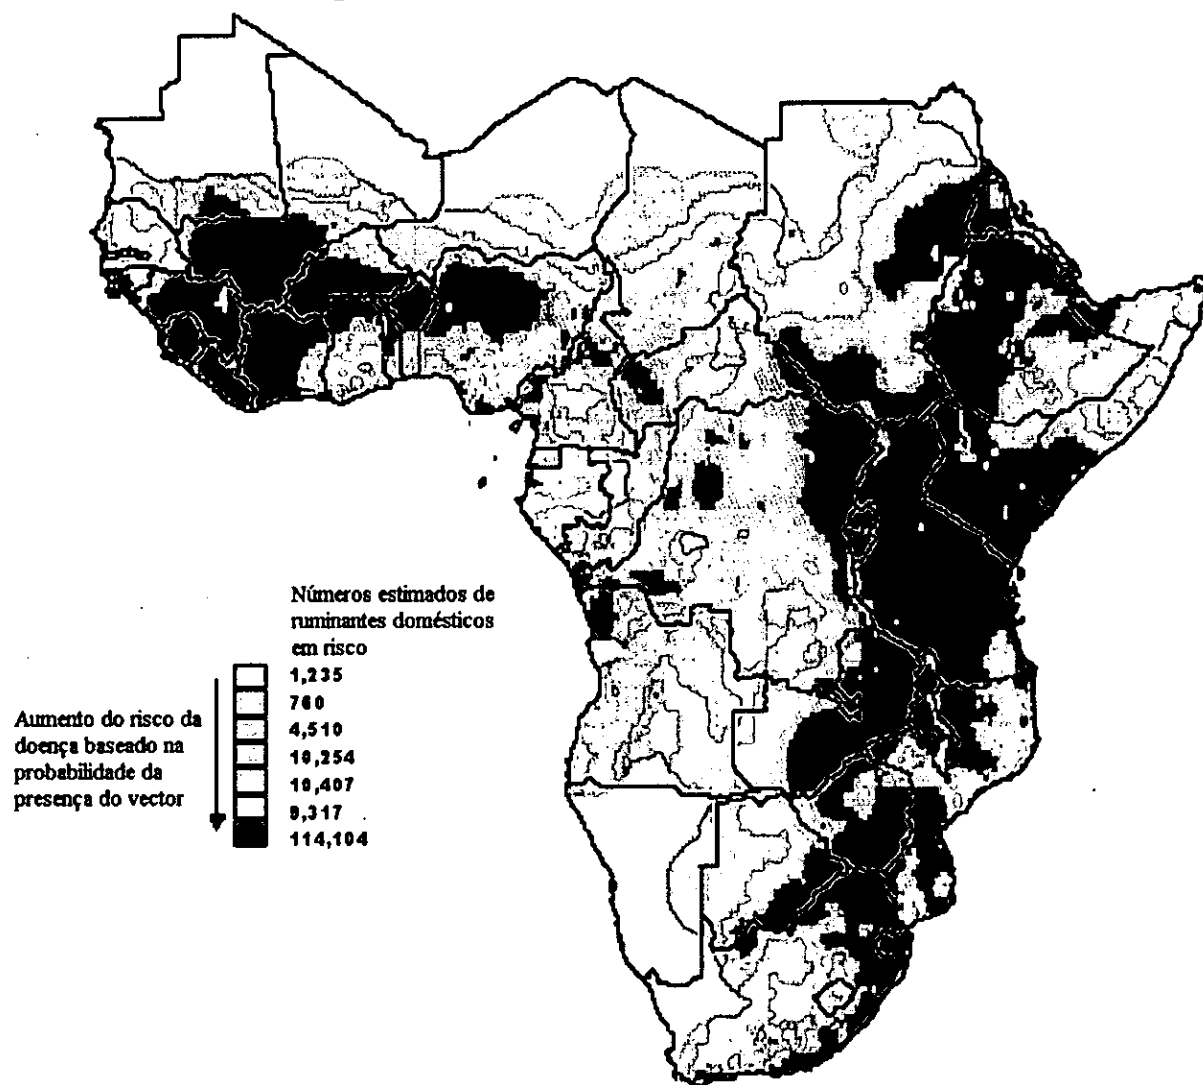 Números estimados de
ruminantes domésticos
em risco
1,235
760
4,510
10,254
10,407
9,317
114,104
Aumento do risco da
doença baseado na
probabilidade da
presença do vector